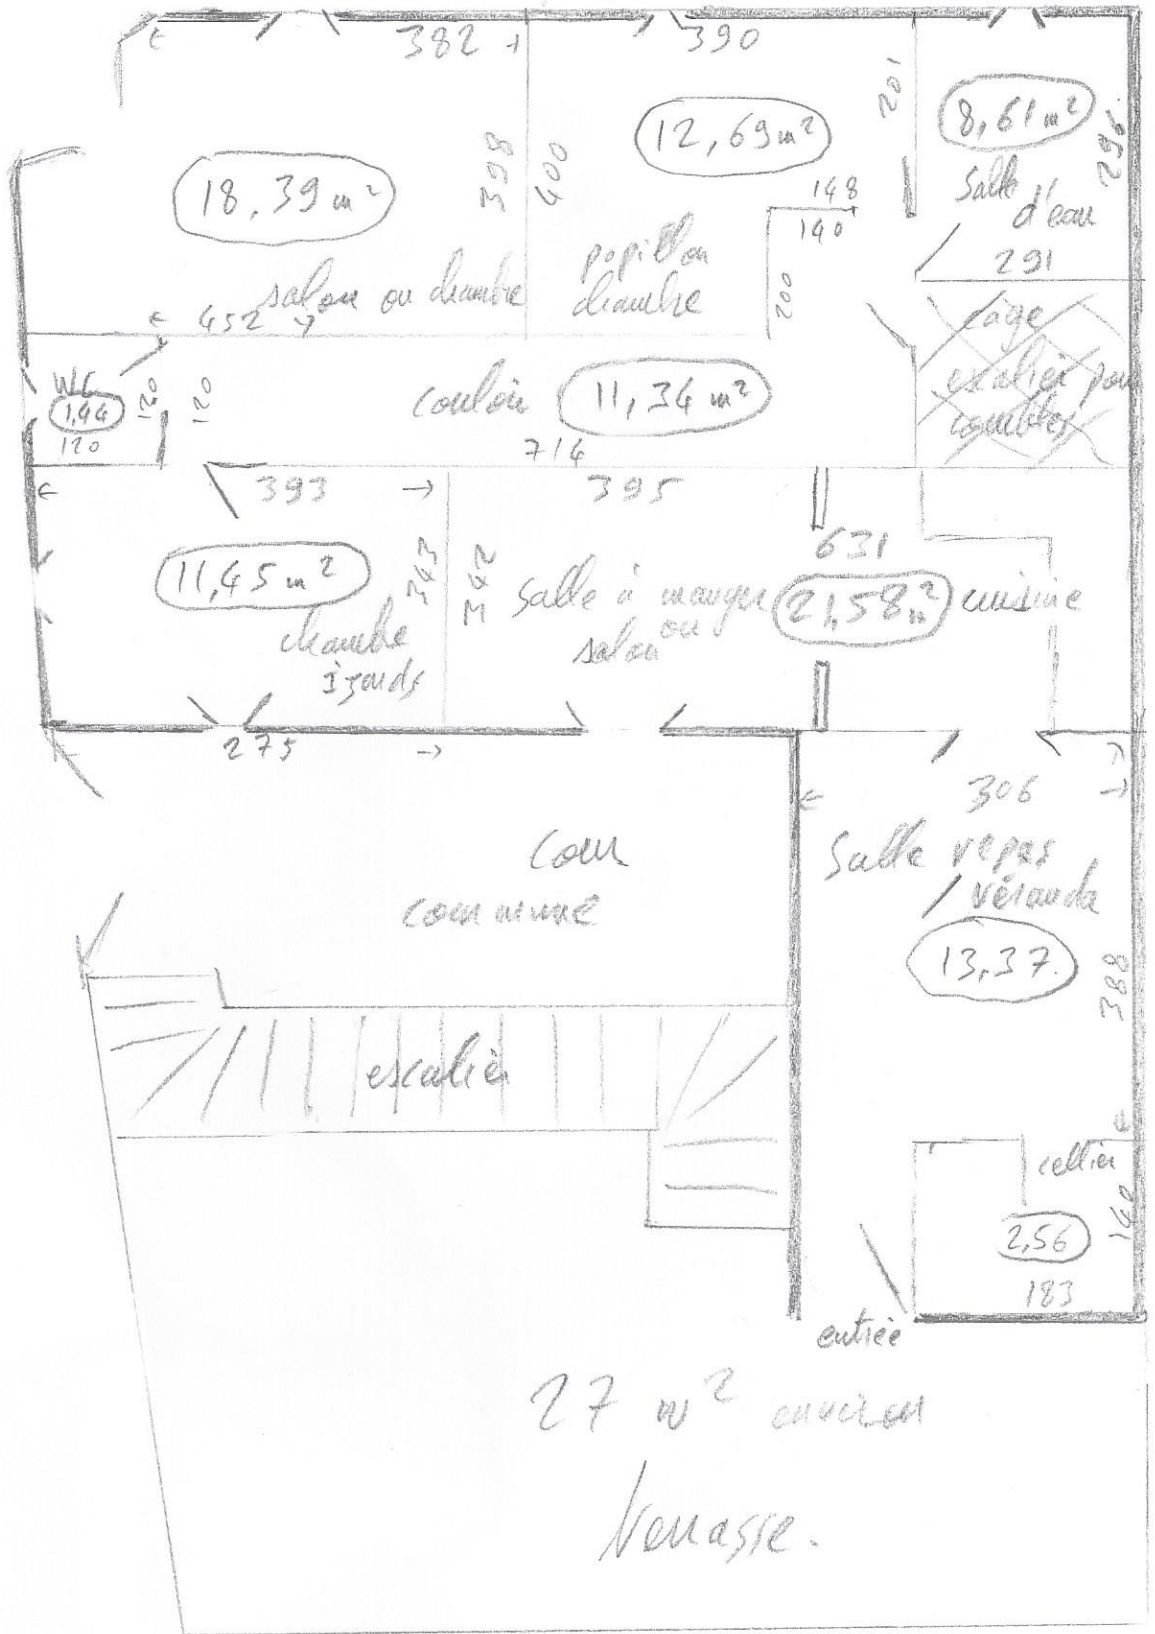 382
390
201
8,61 m²
12,69 m²
296
398
400
18,39 m²
148
140
Salle
d'eau
papillon
chambre
291
200
salon ou chambre
452
cage
escalier pour
combles
WC
1,44
120
120
120
couloir
11,34 m²
714
393
395
631
11,45 m²
343
342
Salle à manger
ou
salon
21,58 m²
cuisine
chambre
275
306
Cour
commune
Salle repas
/ véranda
13,37
388
escalier
cellier
140
2,56
183
entrée
27 m² environ
terrasse.